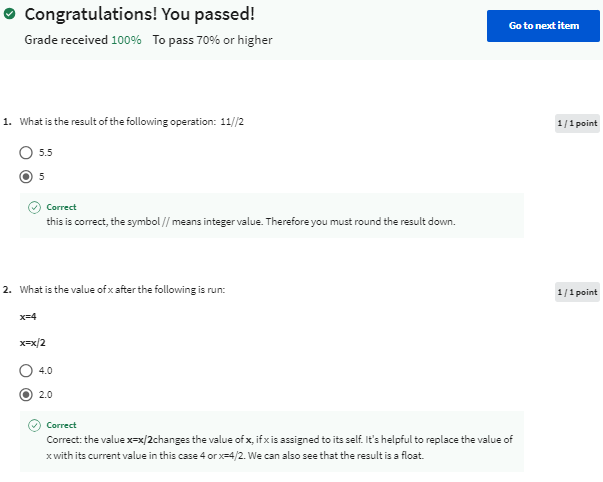 Congratulations! You passed!
Go to next item
Grade received 100% To pass 70% or higher
1. What is the result of the following operation: 11//2
1 / 1 point
5.5
5
Correct
this is correct, the symbol // means integer value. Therefore you must round the result down.
2. What is the value of x after the following is run:
1 / 1 point
x=4
x=x/2
4.0
2.0
Correct
Correct: the value x=x/2changes the value of x, if x is assigned to its self. It's helpful to replace the value of
x with its current value in this case 4 or x=4/2. We can also see that the result is a float.